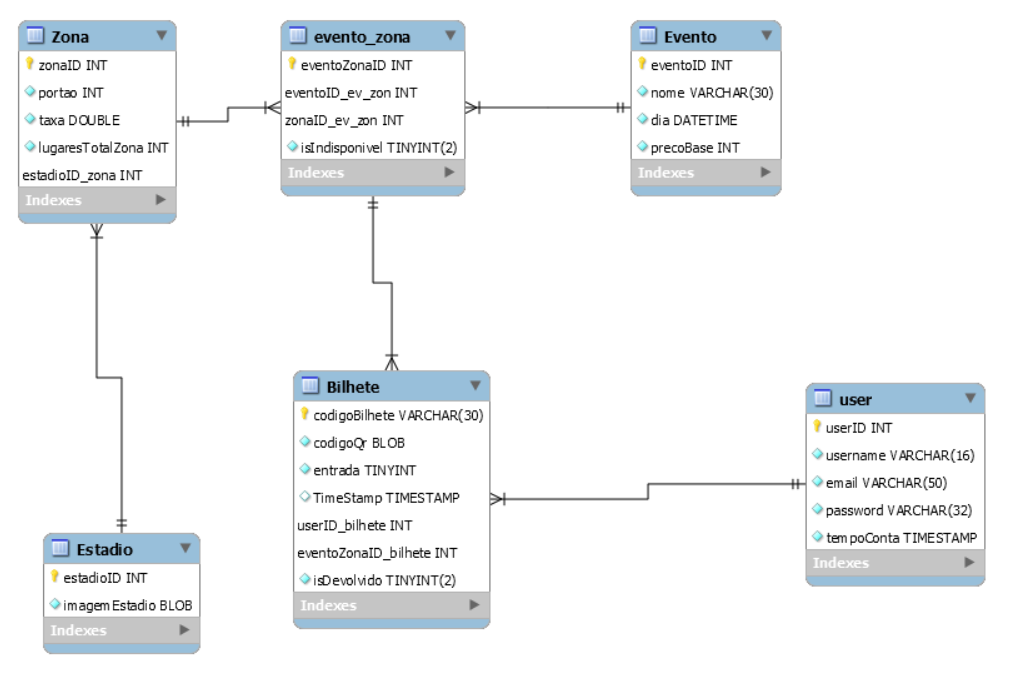 Zona
zonaID INT
portao INT
taxa DOUBLE
lugaresTotalZona INT
estadioID_zona INT
Indexes
evento_zona
eventoZonaID INT
eventoID_ev_zon INT
zonaID_ev_zon INT
isIndisponivel TINYINT(2)
Indexes
Evento
eventoID INT
nome VARCHAR(30)
dia DATETIME
precoBase INT
Indexes
Bilhete
codigoBilhete VARCHAR(30)
codigoQr BLOB
entrada TINYINT
TimeStamp TIMESTAMP
userID_bilhete INT
eventoZonaID_bilhete INT
isDevolvido TINYINT(2)
Indexes
user
userID INT
username VARCHAR(16)
email VARCHAR(50)
password VARCHAR(32)
tempoConta TIMESTAMP
Indexes
Estadio
estadioID INT
imagemEstadio BLOB
Indexes